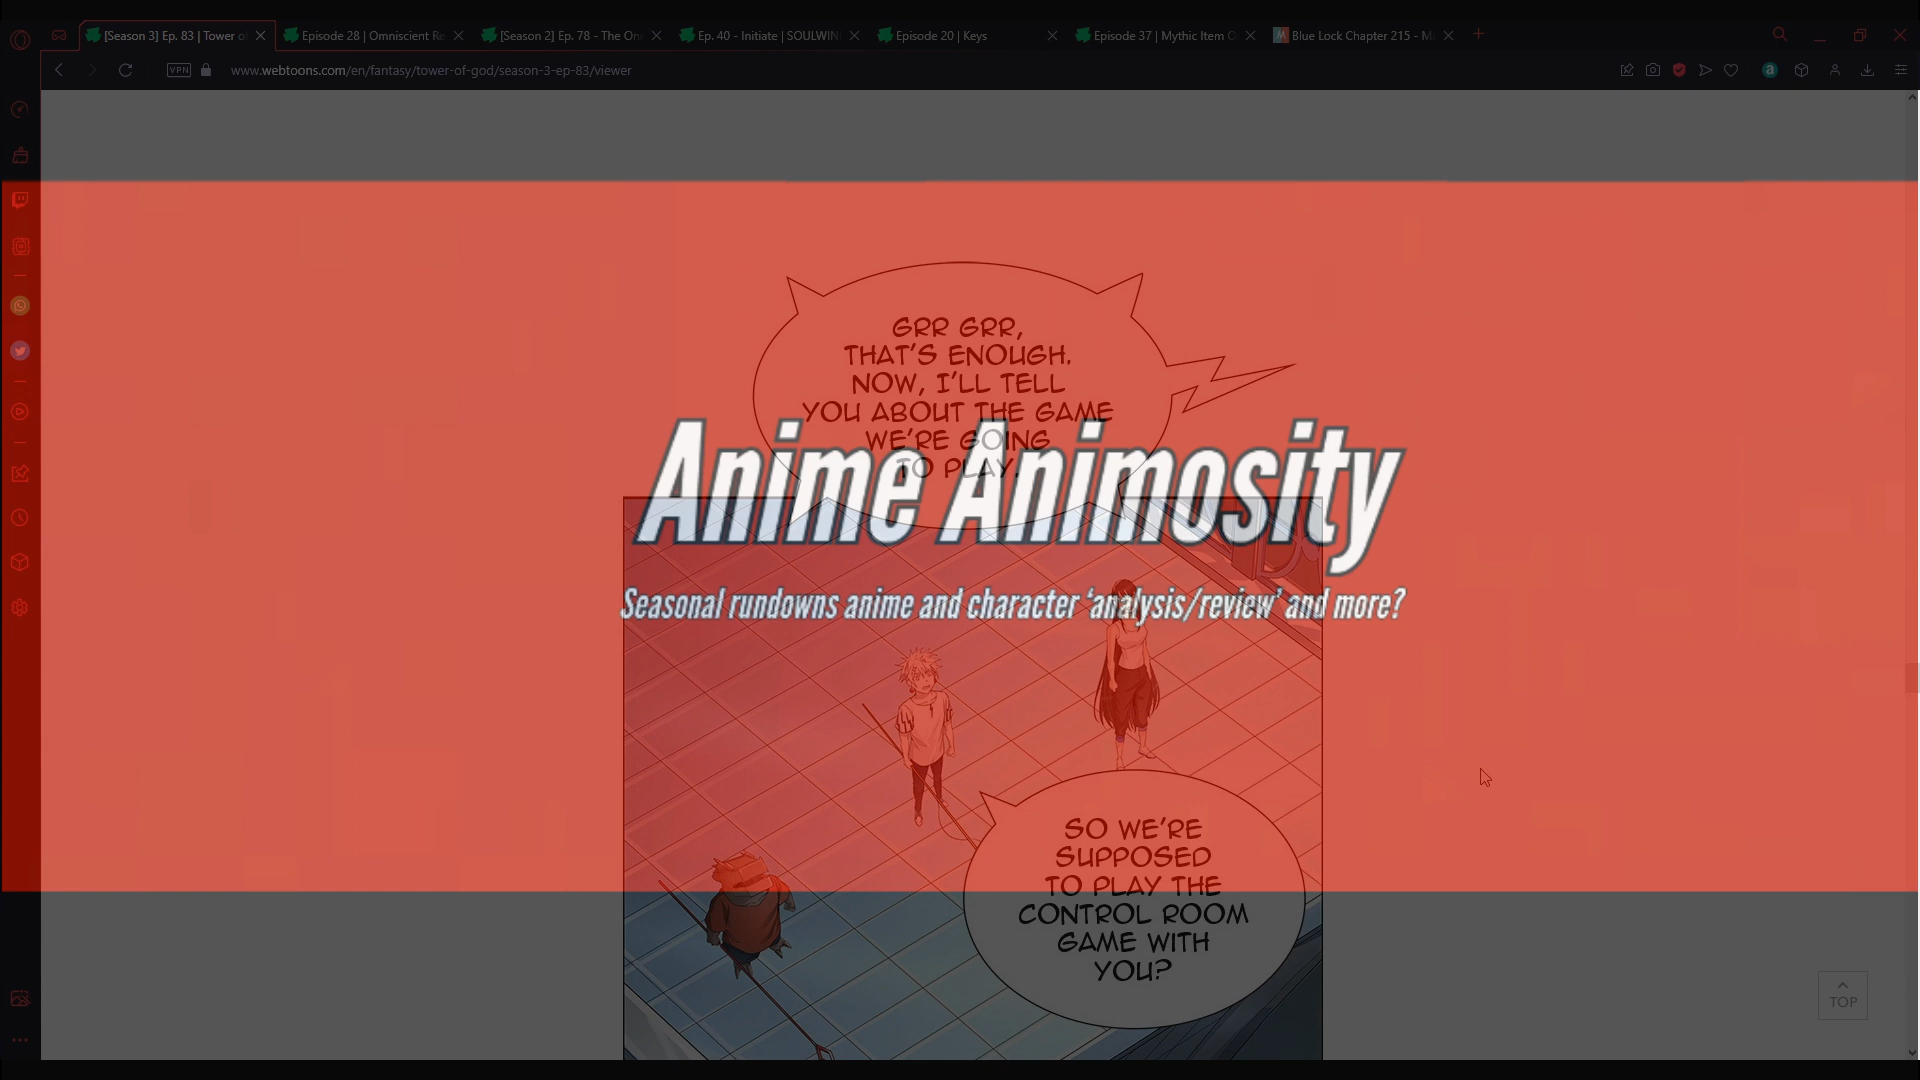 [Season 3] Ep. 83 | Tower of
Episode 28 | Omniscient Re
[Season 2] Ep. 78 - The On
Ep. 40 - Initiate | SOULWIN
Episode 20 | Keys
Episode 37 | Mythic Item O
Blue Lock Chapter 215 - M
VPN
www.webtoons.com/en/fantasy/tower-of-god/season-3-ep-83/viewer
GRR GRR,
THAT'S ENOUGH.
NOW, I'LL TELL
YOU ABOUT THE GAME
WE'RE GOING
TO PLAY.
Anime Animosity
Seasonal rundowns anime and character 'analysis/review' and more?
SO WE'RE
SUPPOSED
TO PLAY THE
CONTROL ROOM
GAME WITH
YOU?
TOP